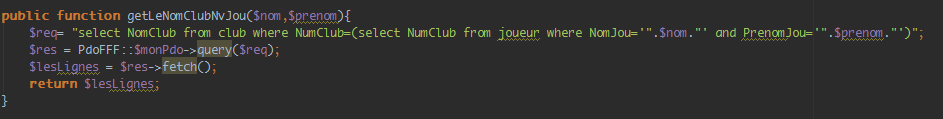 public function getLeNomClubNvJou($nom,$prenom){
$req= "select NomClub from club where NumClub=(select NumClub from joueur where NomJou='".$nom."' and PrenomJou='".$prenom."')";
$res = PdoFFF::$monPdo->query($req);
$lesLignes = $res->fetch();
return $lesLignes;
}